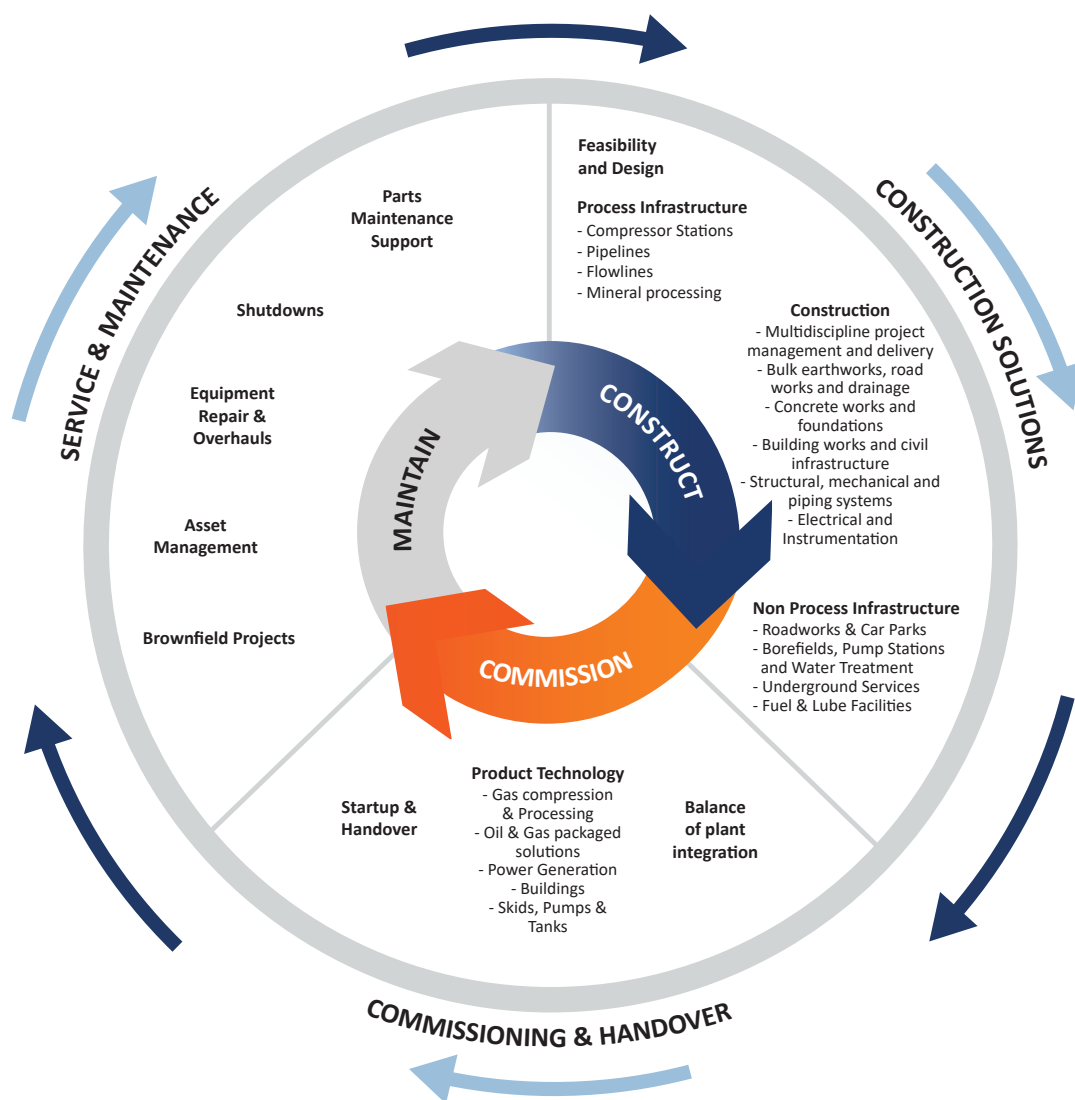 SERVICE & MAINTENANCE
CONSTRUCTION SOLUTIONS
COMMISSIONING & HANDOVER
MAINTAIN
CONSTRUCT
COMMISSION
Feasibility
and Design
Process Infrastructure
- Compressor Stations
- Pipelines
- Flowlines
- Mineral processing
Construction
- Multidiscipline project
management and delivery
- Bulk earthworks, road
works and drainage
- Concrete works and
foundations
- Building works and civil
infrastructure
- Structural, mechanical and
piping systems
- Electrical and
Instrumentation
Non Process Infrastructure
- Roadworks & Car Parks
- Borefields, Pump Stations
and Water Treatment
- Underground Services
- Fuel & Lube Facilities
Balance
of plant
integration
Product Technology
- Gas compression
& Processing
- Oil & Gas packaged
solutions
- Power Generation
- Buildings
- Skids, Pumps &
Tanks
Startup &
Handover
Brownfield Projects
Asset
Management
Equipment
Repair &
Overhauls
Shutdowns
Parts
Maintenance
Support